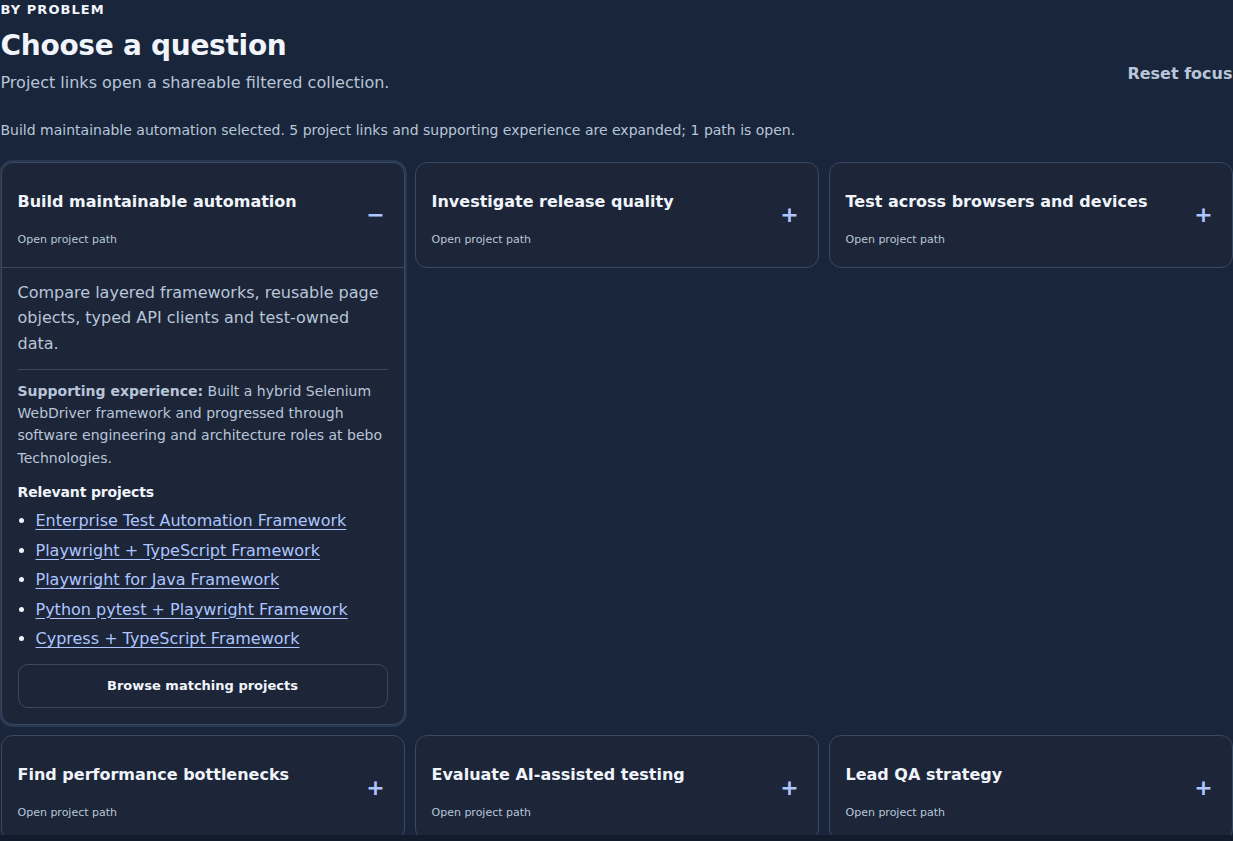 BY PROBLEM
Choose a question
Project links open a shareable filtered collection.
Reset focus
Build maintainable automation selected. 5 project links and supporting experience are expanded; 1 path is open.
Build maintainable automation
−
Open project path
Investigate release quality
+
Open project path
Test across browsers and devices
+
Open project path
Compare layered frameworks, reusable page
objects, typed API clients and test-owned
data.
Supporting experience: Built a hybrid Selenium
WebDriver framework and progressed through
software engineering and architecture roles at bebo
Technologies.
Relevant projects
• Enterprise Test Automation Framework
• Playwright + TypeScript Framework
• Playwright for Java Framework
• Python pytest + Playwright Framework
• Cypress + TypeScript Framework
Browse matching projects
Find performance bottlenecks
+
Open project path
Evaluate AI-assisted testing
+
Open project path
Lead QA strategy
+
Open project path